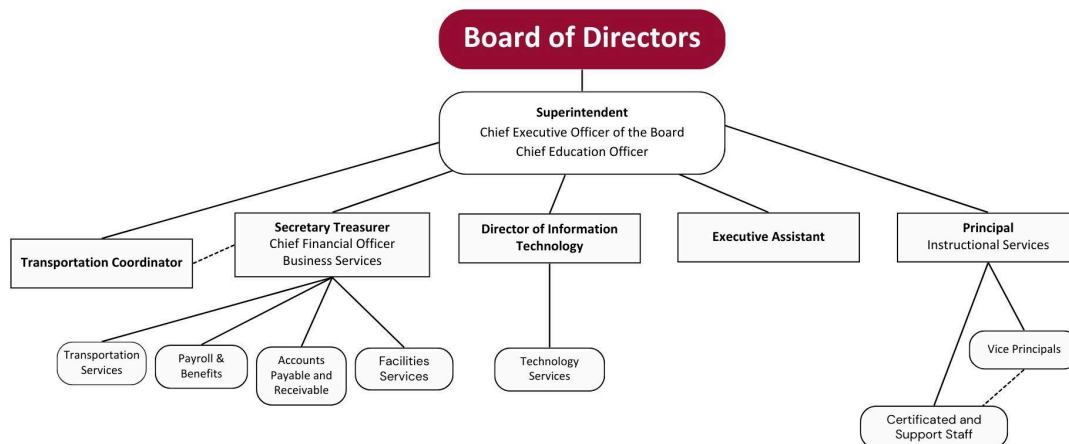 Board of Directors
Superintendent
Chief Executive Officer of the Board
Chief Education Officer
Transportation Coordinator
Secretary Treasurer
Chief Financial Officer
Business Services
Director of Information
Technology
Executive Assistant
Principal
Instructional Services
Transportation
Services
Payroll &
Benefits
Accounts
Payable and
Receivable
Facilities
Services
Technology
Services
Vice Principals
Certificated and
Support Staff